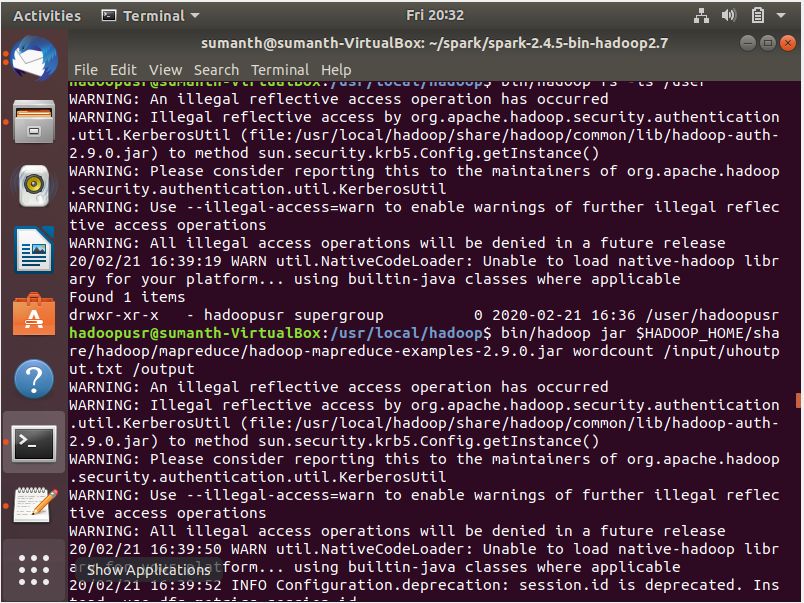 Activities Terminal Fri 20:32
sumanth@sumanth-VirtualBox: ~/spark/spark-2.4.5-bin-hadoop2.7
File Edit View Search Terminal Help
hadoopusr@sumanth-VirtualBox:/usr/local/hadoop$ bin/hadoop fs -ls /user
WARNING: An illegal reflective access operation has occurred
WARNING: Illegal reflective access by org.apache.hadoop.security.authentication
.util.KerberosUtil (file:/usr/local/hadoop/share/hadoop/common/lib/hadoop-auth-
2.9.0.jar) to method sun.security.krb5.Config.getInstance()
WARNING: Please consider reporting this to the maintainers of org.apache.hadoop
.security.authentication.util.KerberosUtil
WARNING: Use --illegal-access=warn to enable warnings of further illegal reflec
tive access operations
WARNING: All illegal access operations will be denied in a future release
20/02/21 16:39:19 WARN util.NativeCodeLoader: Unable to load native-hadoop libr
ary for your platform... using builtin-java classes where applicable
Found 1 items
drwxr-xr-x   - hadoopusr supergroup          0 2020-02-21 16:36 /user/hadoopusr
hadoopusr@sumanth-VirtualBox:/usr/local/hadoop$ bin/hadoop jar $HADOOP_HOME/sha
re/hadoop/mapreduce/hadoop-mapreduce-examples-2.9.0.jar wordcount /input/uhoutp
ut.txt /output
WARNING: An illegal reflective access operation has occurred
WARNING: Illegal reflective access by org.apache.hadoop.security.authentication
.util.KerberosUtil (file:/usr/local/hadoop/share/hadoop/common/lib/hadoop-auth-
2.9.0.jar) to method sun.security.krb5.Config.getInstance()
WARNING: Please consider reporting this to the maintainers of org.apache.hadoop
.security.authentication.util.KerberosUtil
WARNING: Use --illegal-access=warn to enable warnings of further illegal reflec
tive access operations
WARNING: All illegal access operations will be denied in a future release
20/02/21 16:39:50 WARN util.NativeCodeLoader: Unable to load native-hadoop libr
form... using builtin-java classes where applicable
Show Applications
20/02/21 16:39:52 INFO Configuration.deprecation: session.id is deprecated. Ins